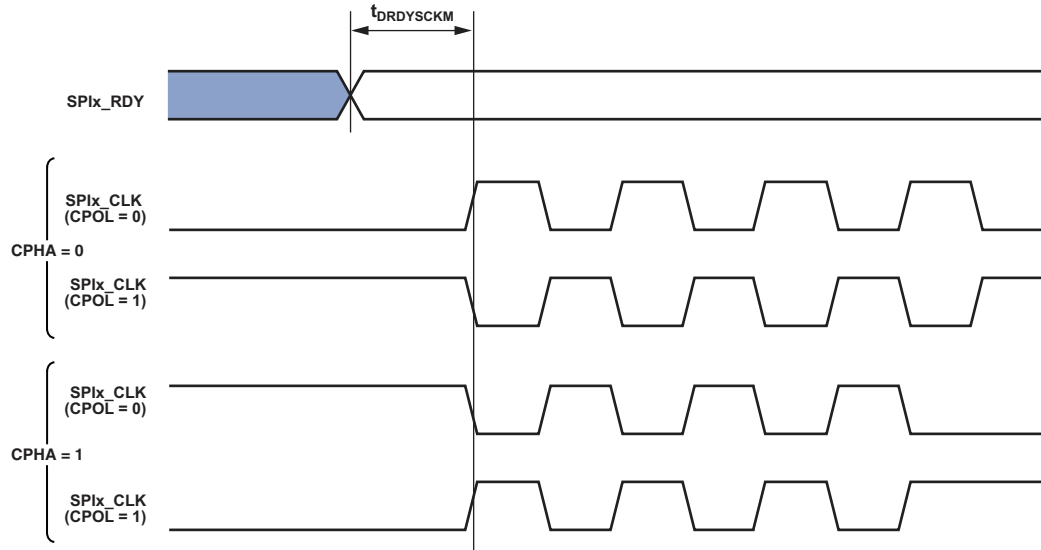 tDRDYSCKM
SPIx_RDY
SPIx_CLK
(CPOL = 0)
CPHA = 0
SPIx_CLK
(CPOL = 1)
SPIx_CLK
(CPOL = 0)
CPHA = 1
SPIx_CLK
(CPOL = 1)